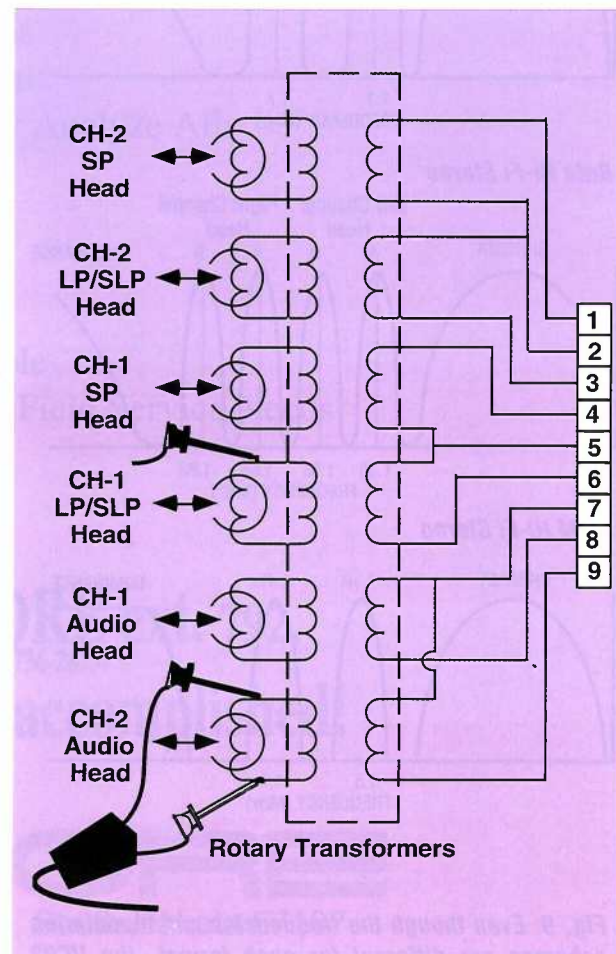 CH-2
SP
Head
CH-2
LP/SLP
Head
CH-1
SP
Head
CH-1
LP/SLP
Head
CH-1
Audio
Head
CH-2
Audio
Head
1
2
3
4
5
6
7
8
9
Rotary Transformers